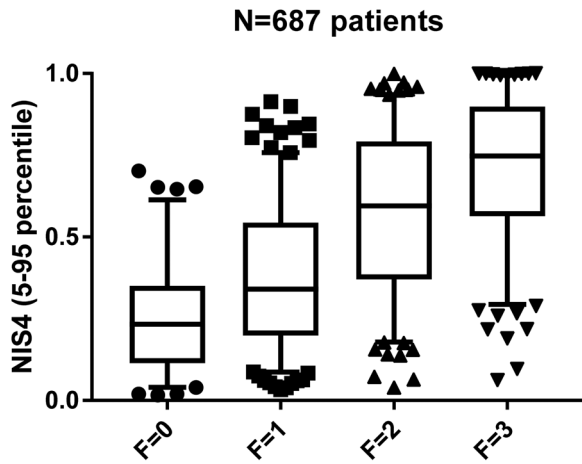 N=687 patients
NIS4 (5-95 percentile)
1.0
0.5
0.0
F=0
F=1
F=2
F=3